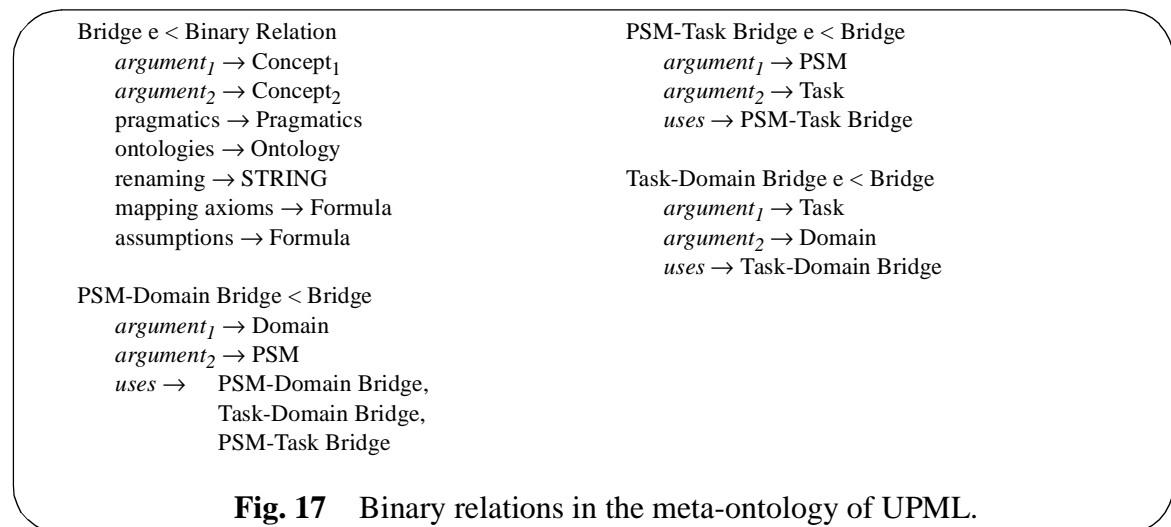 Bridge e < Binary Relation
argument1 → Concept1
argument2 → Concept2
pragmatics → Pragmatics
ontologies → Ontology
renaming → STRING
mapping axioms → Formula
assumptions → Formula
PSM-Domain Bridge < Bridge
argument1 → Domain
argument2 → PSM
uses → PSM-Domain Bridge,
Task-Domain Bridge,
PSM-Task Bridge
PSM-Task Bridge e < Bridge
argument1 → PSM
argument2 → Task
uses → PSM-Task Bridge
Task-Domain Bridge e < Bridge
argument1 → Task
argument2 → Domain
uses → Task-Domain Bridge
Fig. 17 Binary relations in the meta-ontology of UPML.